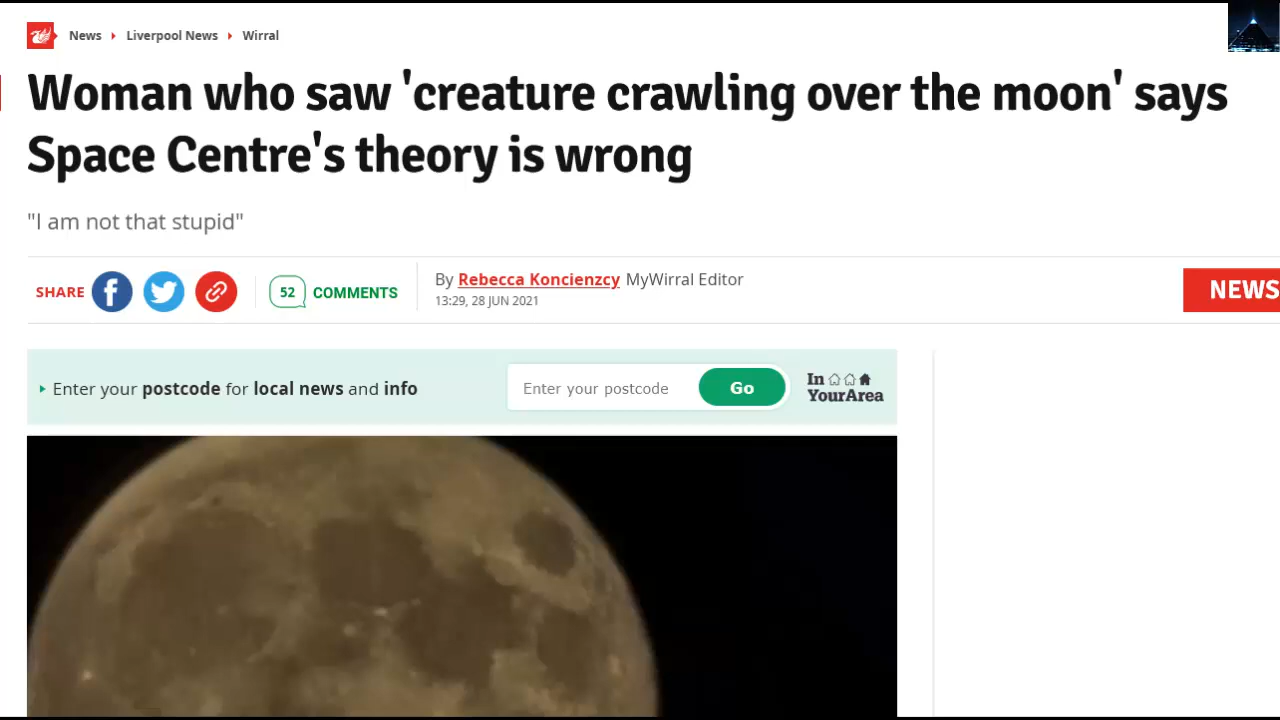 News Liverpool News Wirral
Woman who saw 'creature crawling over the moon' says
Space Centre's theory is wrong
"I am not that stupid"
SHARE 52 COMMENTS
By Rebecca Koncienzcy MyWirral Editor
13:29, 28 JUN 2021
NEWS
Enter your postcode for local news and info
Enter your postcode
Go
In
YourArea